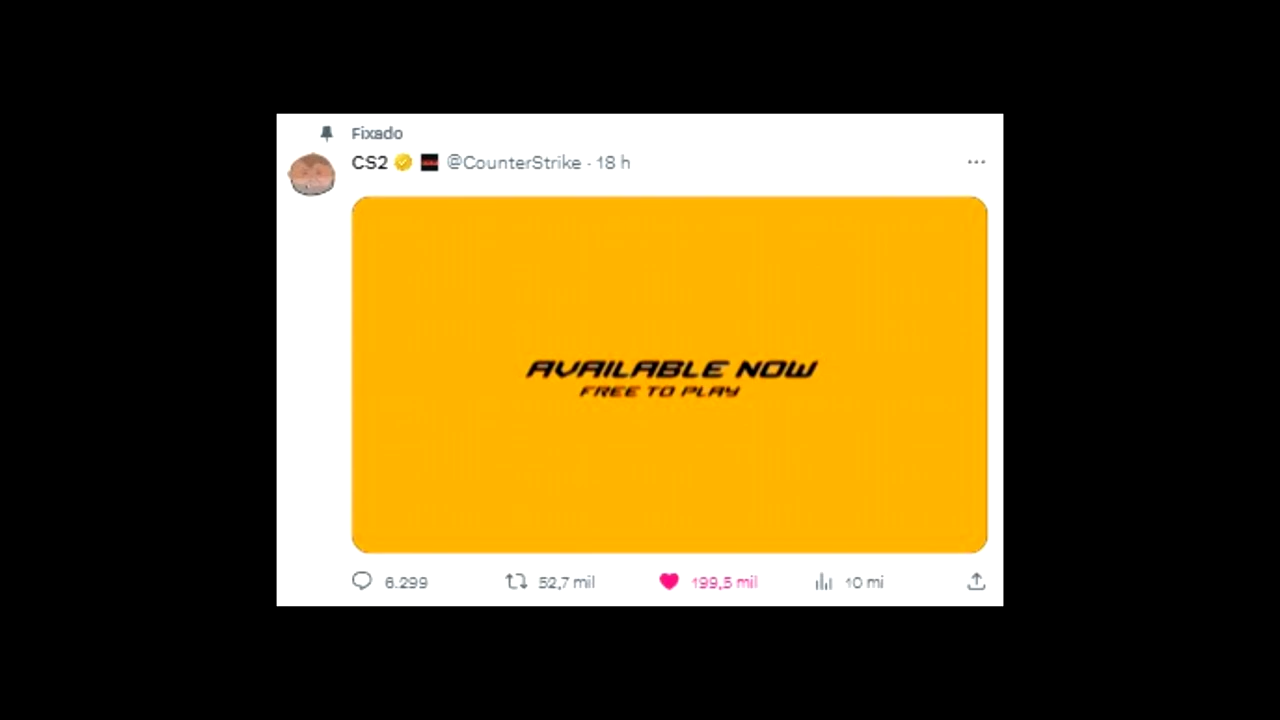 Fixado
CS2 @CounterStrike · 18 h
AVAILABLE NOW
FREE TO PLAY
6.299 52,7 mil 199,5 mil 10 mi